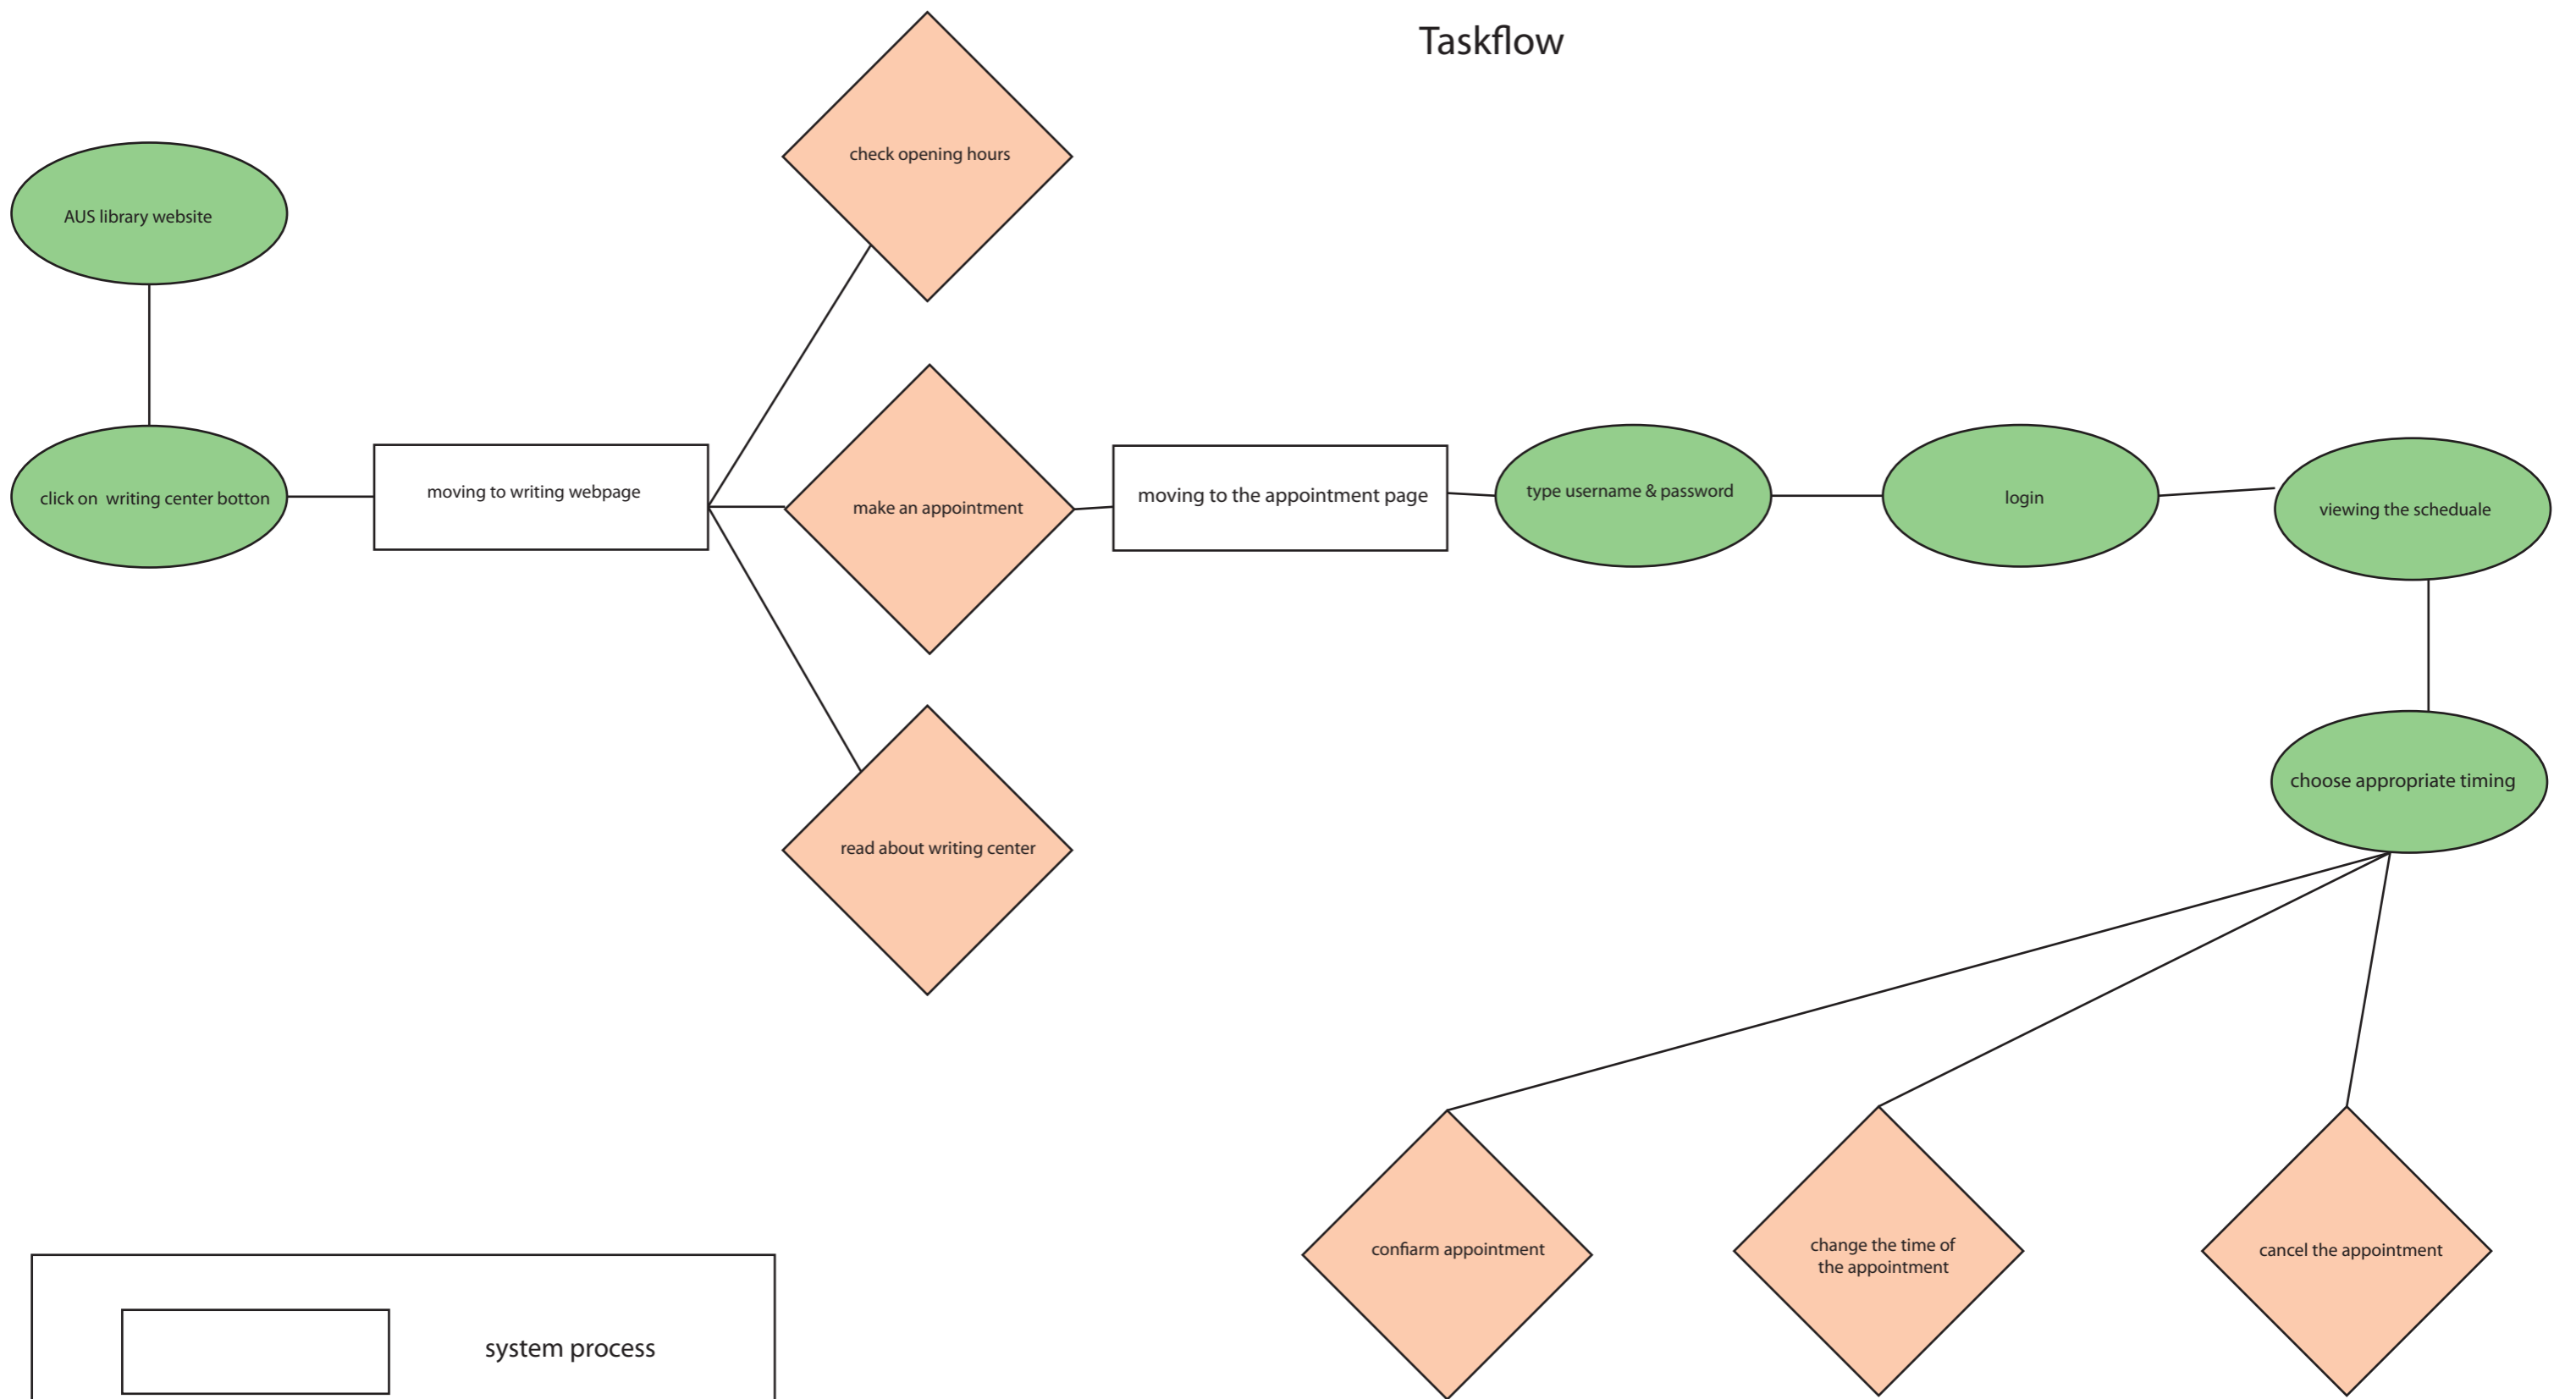 Taskflow
check opening hours
AUS library website
click on  writing center botton
moving to writing webpage
make an appointment
moving to the appointment page
type username & password
login
viewing the scheduale
choose appropriate timing
read about writing center
confiarm appointment
change the time of
the appointment
cancel the appointment
system process